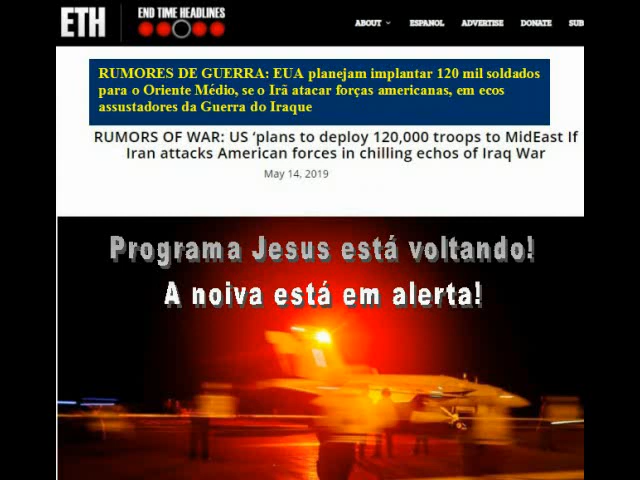 ETH
END TIME HEADLINES
ABOUT
ESPANOL
ADVERTISE
DONATE
SUB
RUMORES DE GUERRA: EUA planejam implantar 120 mil soldados
para o Oriente Médio, se o Irã atacar forças americanas, em ecos
assustadores da Guerra do Iraque
RUMORS OF WAR: US ‘plans to deploy 120,000 troops to MidEast If
Iran attacks American forces in chilling echos of Iraq War
May 14, 2019
Programa Jesus está voltando!
A noiva está em alerta!